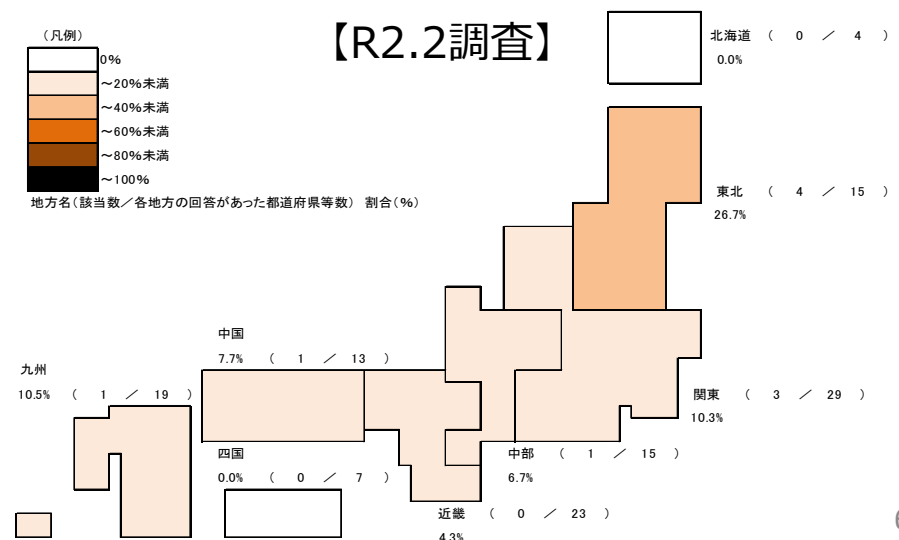 【R2.2調査】
（凡例）
0%
～20%未満
～40%未満
～60%未満
～80%未満
～100%
地方名（該当数／各地方の回答があった都道府県等数） 割合（%）
北海道 （ 0 ／ 4 ）
0.0%
東北 （ 4 ／ 15 ）
26.7%
中国
7.7% （ 1 ／ 13 ）
九州
10.5% （ 1 ／ 19 ）
関東 （ 3 ／ 29 ）
10.3%
四国
0.0% （ 0 ／ 7 ）
中部 （ 1 ／ 15 ）
6.7%
近畿 （ 0 ／ 23 ）
4.3%